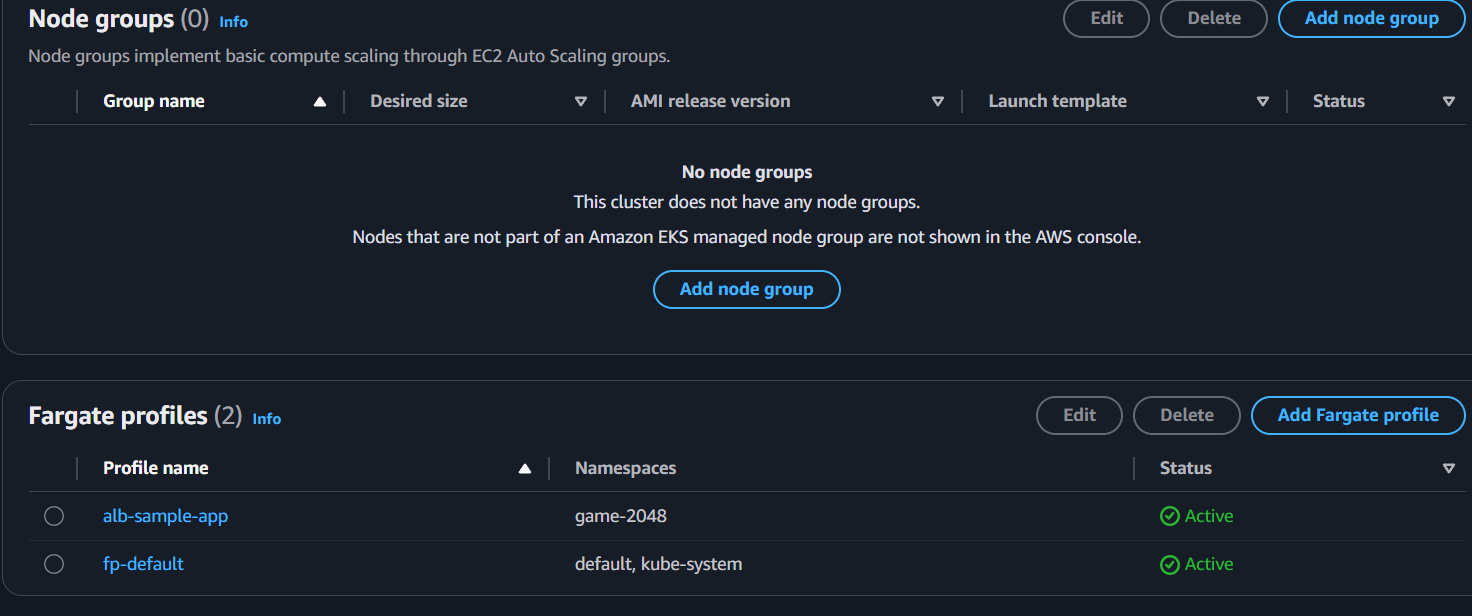 Node groups (0) Info Edit Delete Add node group
Node groups implement basic compute scaling through EC2 Auto Scaling groups.
Group name Desired size AMI release version Launch template Status
No node groups
This cluster does not have any node groups.
Nodes that are not part of an Amazon EKS managed node group are not shown in the AWS console.
Add node group
Fargate profiles (2) Info Edit Delete Add Fargate profile
Profile name Namespaces Status
alb-sample-app game-2048 Active
fp-default default, kube-system Active